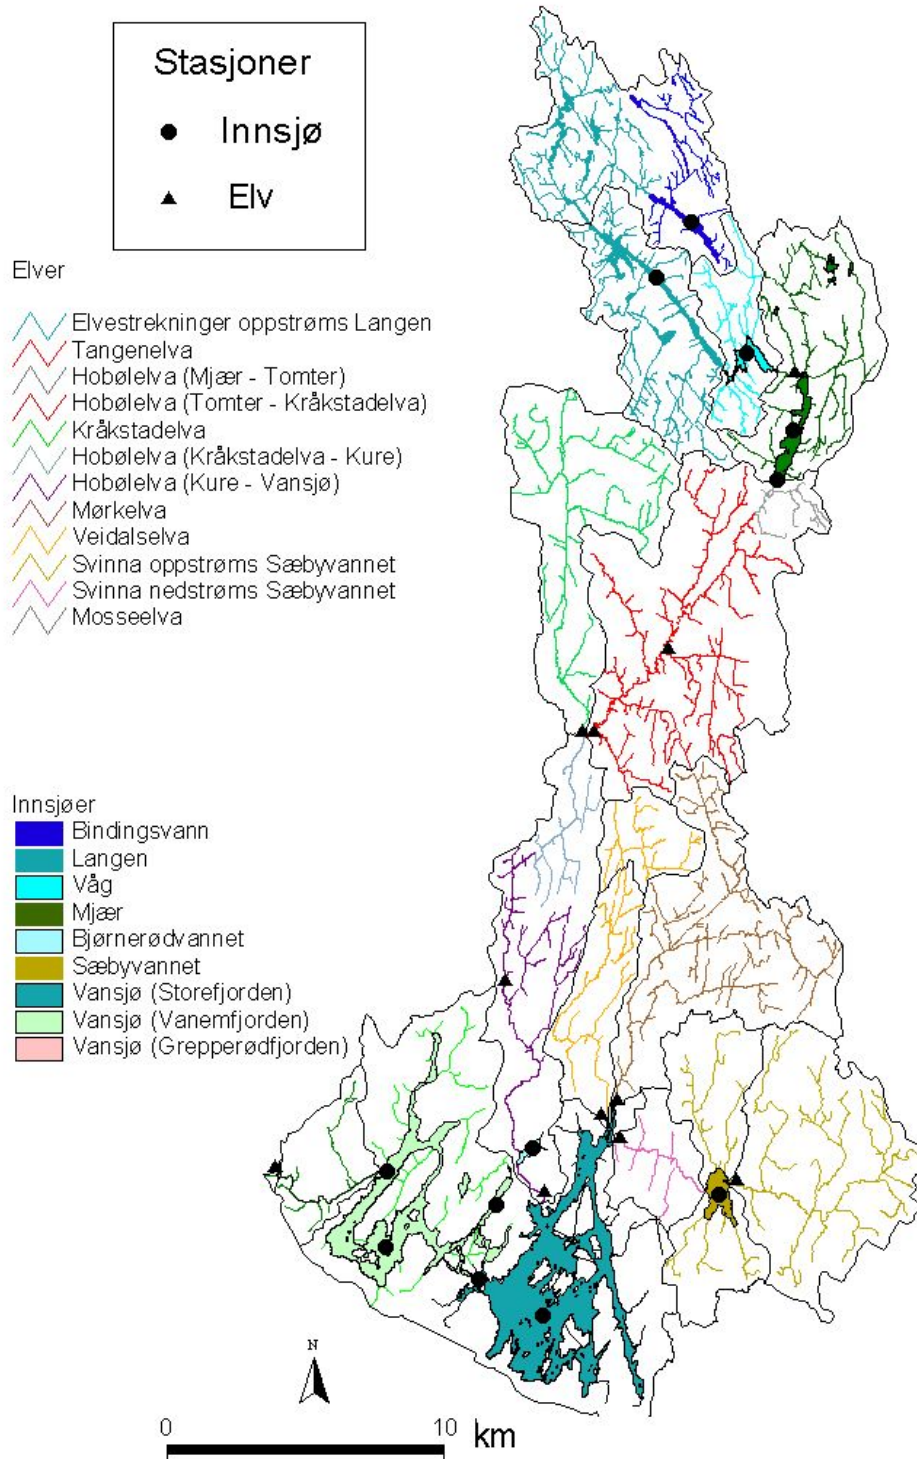 Stasjoner
Innsjø
Elv
Elver
Elvestrekninger oppstrøms Langen
Tangenelva
Hobølelva (Mjær - Tomter)
Hobølelva (Tomter - Kråkstadelva)
Kråkstadelva
Hobølelva (Kråkstadelva - Kure)
Hobølelva (Kure - Vansjø)
Mørkelva
Veidalselva
Svinna oppstrøms Sæbyvannet
Svinna nedstrøms Sæbyvannet
Mosseelva
Innsjøer
Bindingsvann
Langen
Våg
Mjær
Bjørnerødvannet
Sæbyvannet
Vansjø (Storefjorden)
Vansjø (Vanemfjorden)
Vansjø (Grepperødfjorden)
N
0 10 km